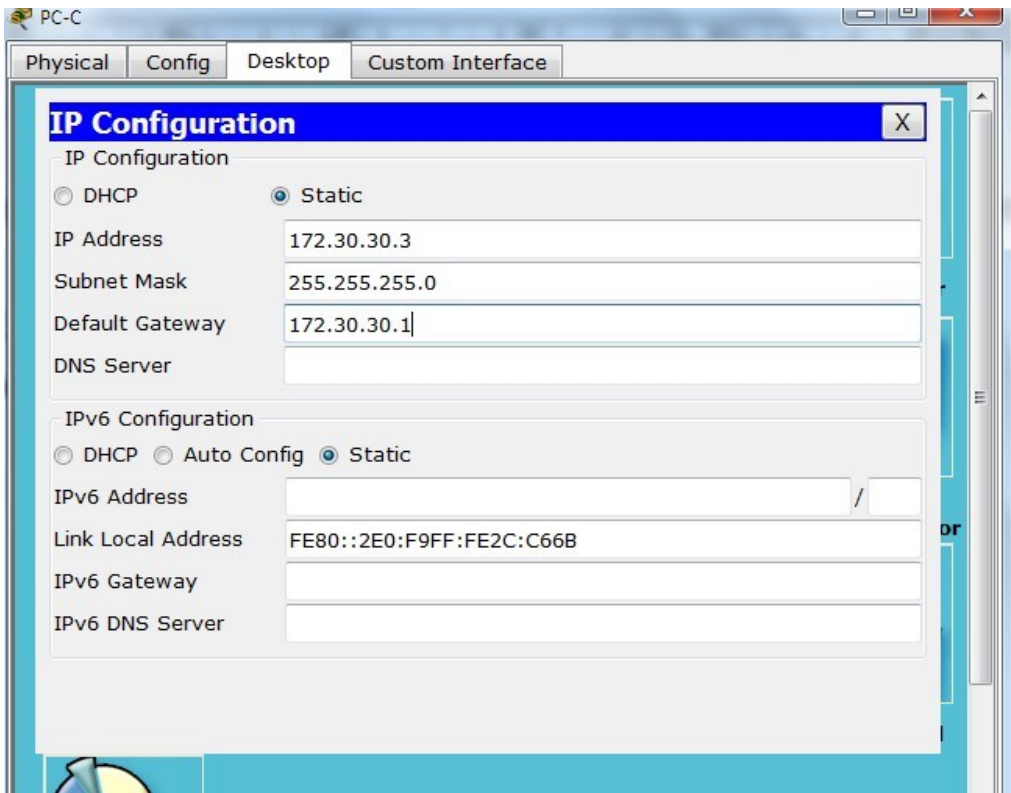 PC-C
Physical Config Desktop Custom Interface
IP Configuration X
IP Configuration
DHCP Static
IP Address 172.30.30.3
Subnet Mask 255.255.255.0
Default Gateway 172.30.30.1
DNS Server
IPv6 Configuration
DHCP Auto Config Static
IPv6 Address /
or
Link Local Address FE80::2E0:F9FF:FE2C:C66B
IPv6 Gateway
IPv6 DNS Server